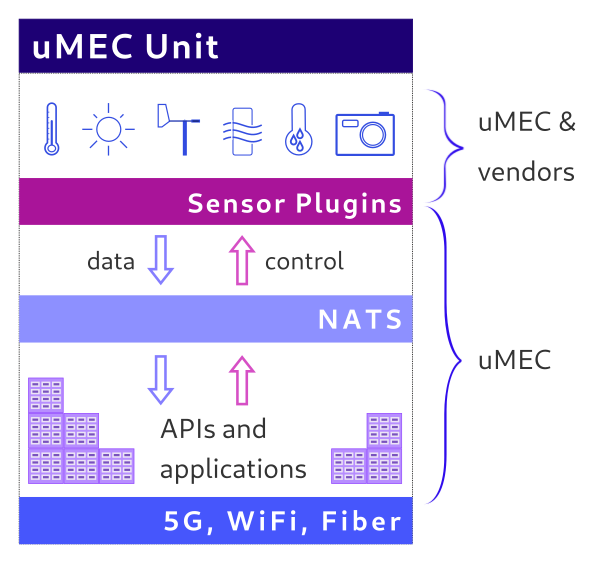 uMEC Unit
uMEC &
vendors
Sensor Plugins
data
control
NATS
uMEC
APIs and
applications
5G, WiFi, Fiber